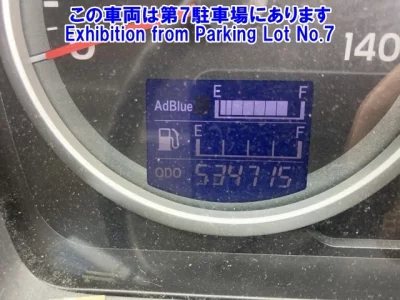 この車両は第7駐車場にあります
Exhibition from Parking Lot No.7
0 140
E F
AdBlue
E F
ODO 534715